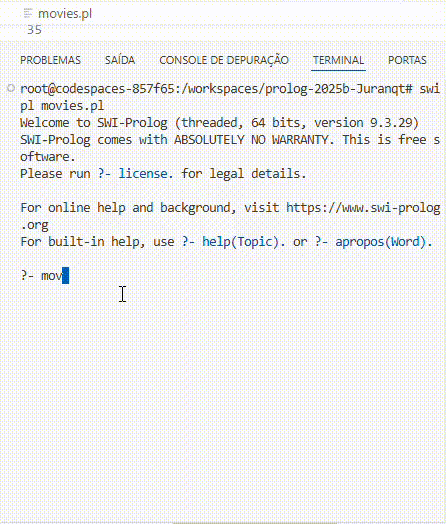 movies.pl
35
PROBLEMAS SAÍDA CONSOLE DE DEPURAÇÃO TERMINAL PORTAS
root@codespaces-857f65:/workspaces/prolog-2025b-Juranqt# swi
pl movies.pl
Welcome to SWI-Prolog (threaded, 64 bits, version 9.3.29)
SWI-Prolog comes with ABSOLUTELY NO WARRANTY. This is free s
oftware.
Please run ?- license. for legal details.
For online help and background, visit https://www.swi-prolog
.org
For built-in help, use ?- help(Topic). or ?- apropos(Word).
?- mov